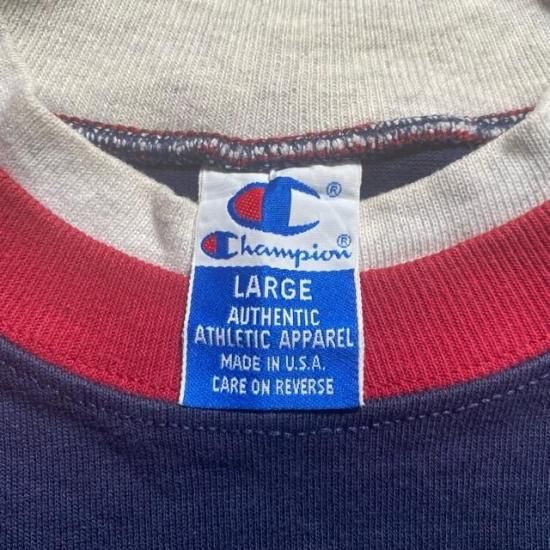 ®
Champion®
LARGE
AUTHENTIC
ATHLETIC APPAREL
MADE IN U.S.A.
CARE ON REVERSE